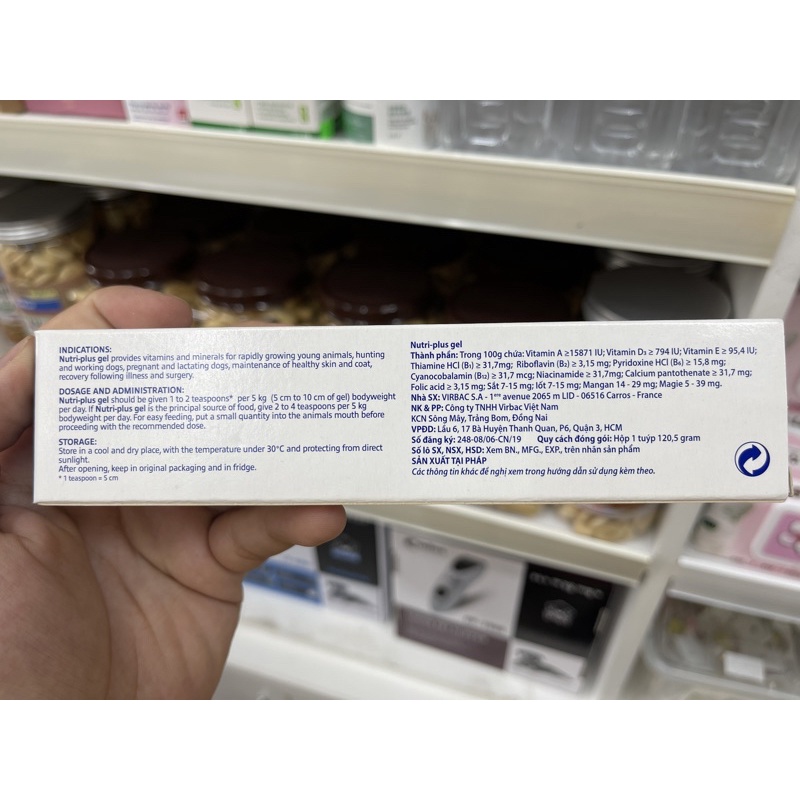 INDICATIONS:
Nutri-plus gel provides vitamins and minerals for rapidly growing young animals, hunting
and working dogs, pregnant and lactating dogs, maintenance of healthy skin and coat,
recovery following illness and surgery.
DOSAGE AND ADMINISTRATION:
Nutri-plus gel should be given 1 to 2 teaspoons* per 5 kg (5 cm to 10 cm of gel) bodyweight
per day. If Nutri-plus gel is the principal source of food, give 2 to 4 teaspoons per 5 kg
bodyweight per day. For easy feeding, put a small quantity into the animals mouth before
proceeding with the recommended dose.
STORAGE:
Store in a cool and dry place, with the temperature under 30°C and protecting from direct
sunlight.
After opening, keep in original packaging and in fridge.
* 1 teaspoon = 5 cm
Nutri-plus gel
Thành phần: Trong 100g chứa: Vitamin A ≥15871 IU; Vitamin D₃ ≥ 794 IU; Vitamin E ≥ 95,4 IU;
Thiamine HCl (B₁) ≥ 31,7mg; Riboflavin (B₂) ≥ 3,15 mg; Pyridoxine HCl (B₆) ≥ 15,8 mg;
Cyanocobalamin (B₁₂) ≥ 31,7 mcg; Niacinamide ≥ 31,7mg; Calcium pantothenate ≥ 31,7 mg;
Folic acid ≥ 3,15 mg; Sắt 7-15 mg; Iốt 7-15 mg; Mangan 14 - 29 mg; Magie 5 - 39 mg.
Nhà SX: VIRBAC S.A - 1ᵉʳᵉ avenue 2065 m LID - 06516 Carros - France
NK & PP: Công ty TNHH Virbac Việt Nam
KCN Sông Mây, Trảng Bom, Đồng Nai
VPĐD: Lầu 6, 17 Bà Huyện Thanh Quan, P6, Quận 3, HCM
Số đăng ký: 248-08/06-CN/19 Quy cách đóng gói: Hộp 1 tuýp 120,5 gram
Số lô SX, NSX, HSD: Xem BN., MFG., EXP., trên nhãn sản phẩm
SẢN XUẤT TẠI PHÁP
Các thông tin khác đề nghị xem trong hướng dẫn sử dụng kèm theo.